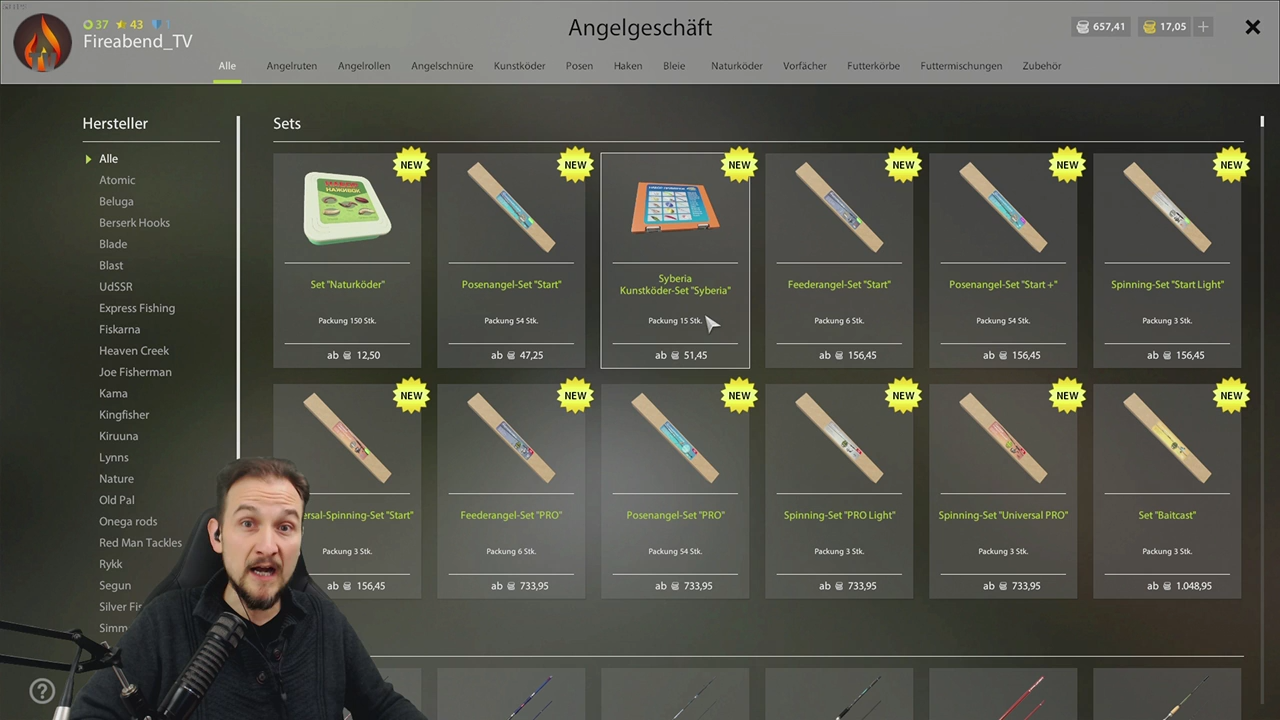 37 43 1
Fireabend_TV
Angelgeschäft
657,41 17,05 +
Alle Angelruten Angelrollen Angelschnüre Kunstköder Posen Haken Bleie Naturköder Vorfächer Futterkörbe Futtermischungen Zubehör
Hersteller
Alle
Atomic
Beluga
Berserk Hooks
Blade
Blast
UdSSR
Express Fishing
Fiskarna
Heaven Creek
Joe Fisherman
Kama
Kingfisher
Kiruuna
Lynns
Nature
Old Pal
Onega rods
Red Man Tackles
Rykk
Segun
Silver Fis
Simm
Sets
NEW NEW NEW NEW NEW NEW
НАЖИВОК
Set "Naturköder"
Packung 150 Stk.
ab 12,50
Posenangel-Set "Start"
Packung 54 Stk.
ab 47,25
Syberia
Kunstköder-Set "Syberia"
Packung 15 Stk.
ab 51,45
Feederangel-Set "Start"
Packung 6 Stk.
ab 156,45
Posenangel-Set "Start +"
Packung 54 Stk.
ab 156,45
Spinning-Set "Start Light"
Packung 3 Stk.
ab 156,45
NEW NEW NEW NEW NEW NEW
ersal-Spinning-Set "Start"
Packung 3 Stk.
ab 156,45
Feederangel-Set "PRO"
Packung 6 Stk.
ab 733,95
Posenangel-Set "PRO"
Packung 54 Stk.
ab 733,95
Spinning-Set "PRO Light"
Packung 3 Stk.
ab 733,95
Spinning-Set "Universal PRO"
Packung 3 Stk.
ab 733,95
Set "Baitcast"
Packung 3 Stk.
ab 1.048,95
?